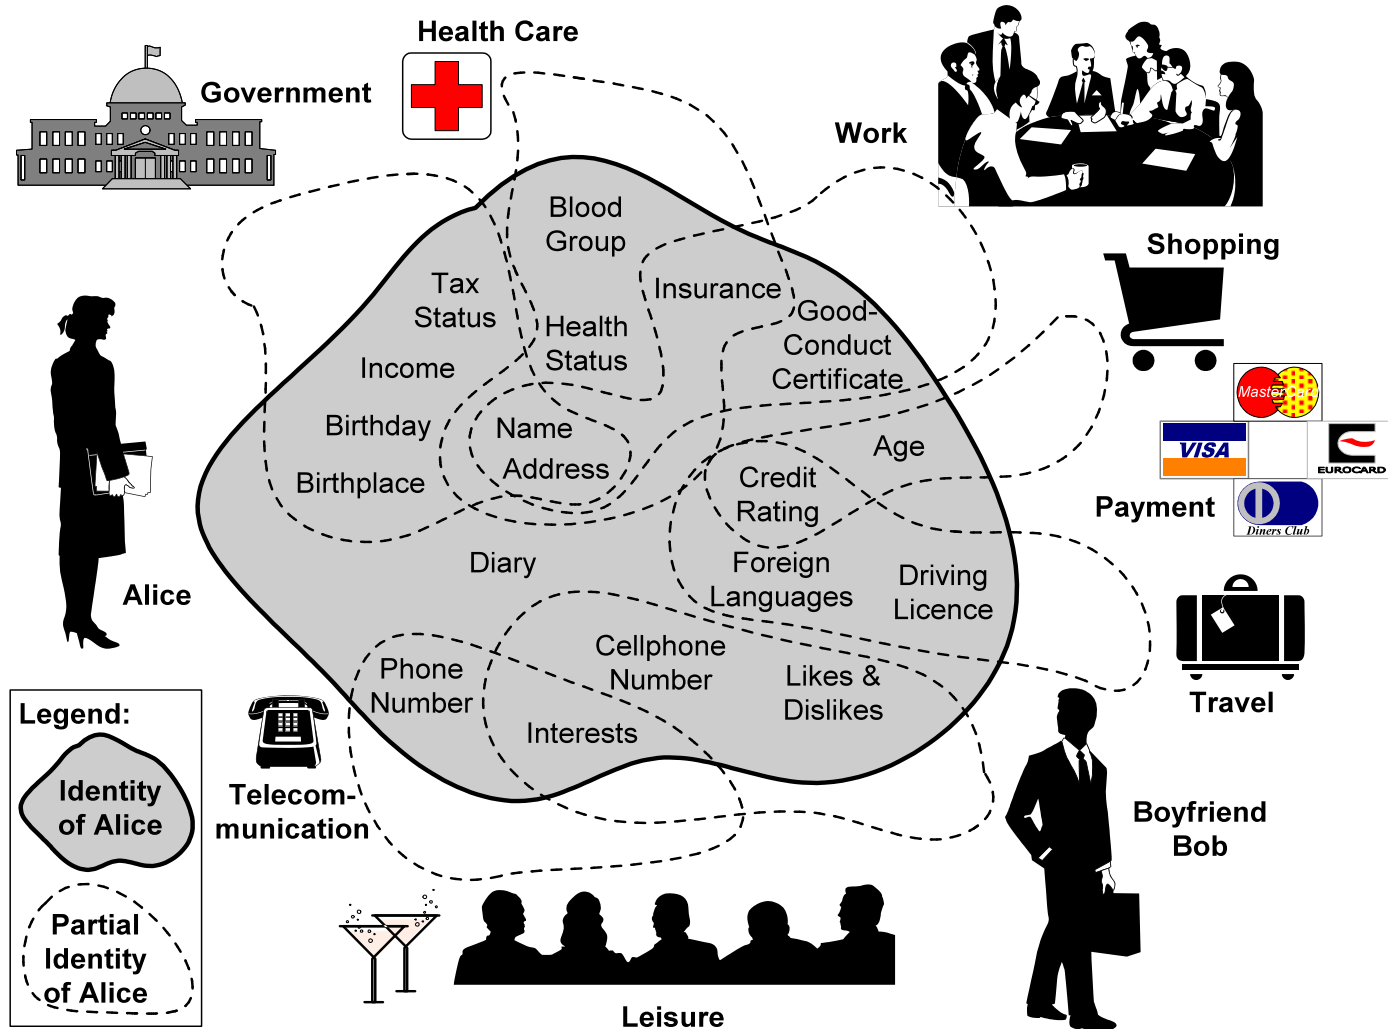 Health Care
Government
Work
Shopping
Blood
Group
Tax
Status
Insurance
Health
Status
Good-
Conduct
Certificate
Income
Birthday
Name
Address
Birthplace
Age
Credit
Rating
MasterCard
VISA
EUROCARD
Payment
Diners Club
Diary
Foreign
Languages
Driving
Licence
Alice
Cellphone
Number
Phone
Number
Likes &
Dislikes
Interests
Travel
Legend:
Identity
of Alice
Partial
Identity
of Alice
Telecom-
munication
Boyfriend
Bob
Leisure